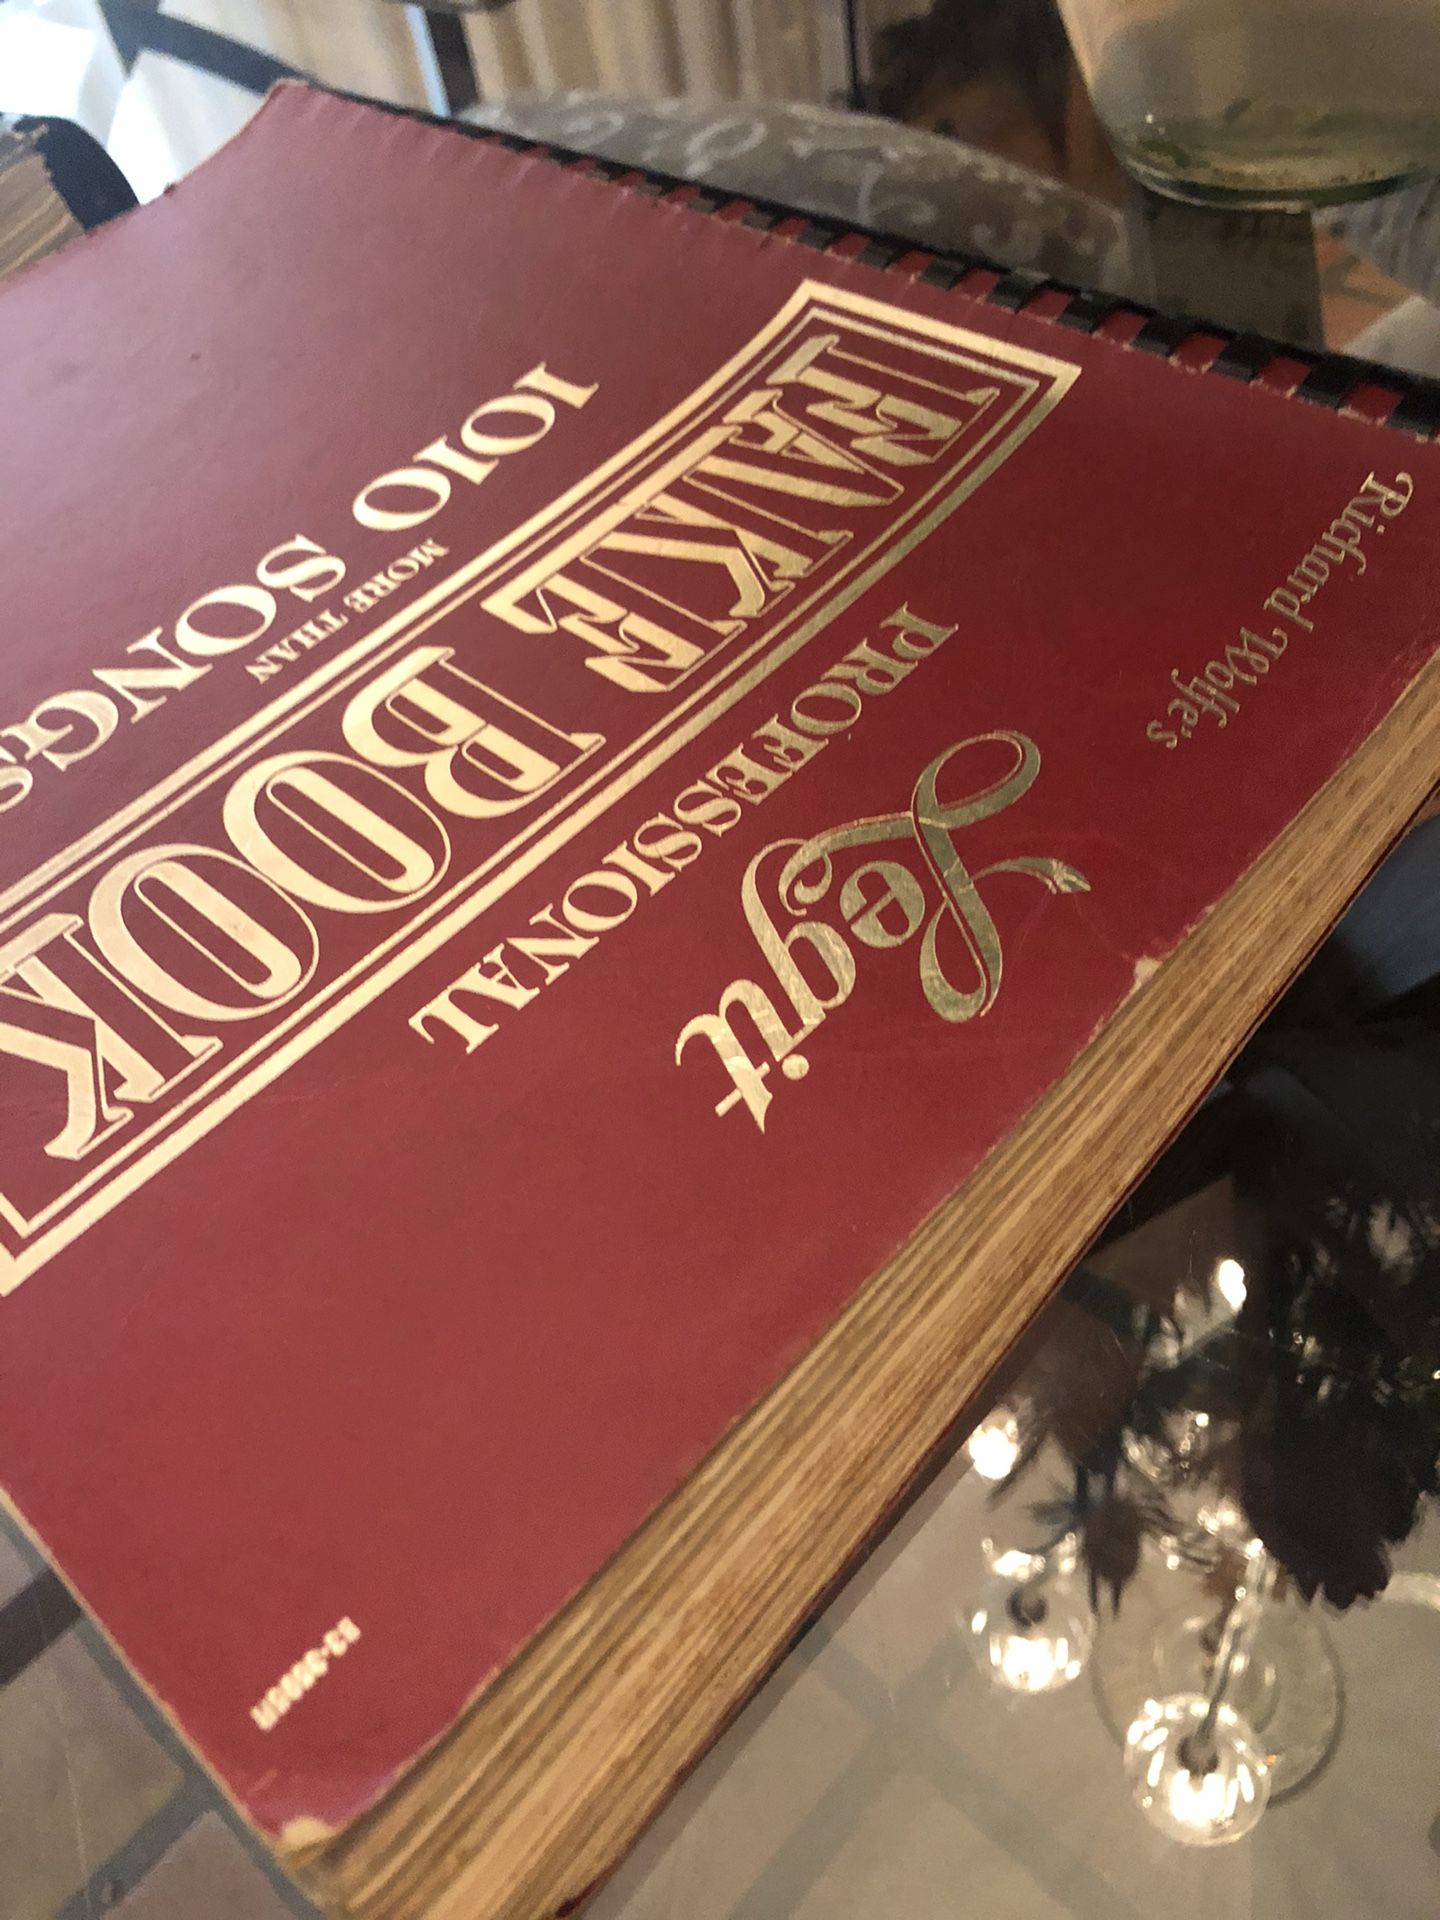 Richard Wolfe's
Legit
PROFESSIONAL
FAKE BOOK
MORE THAN
1010 SONGS